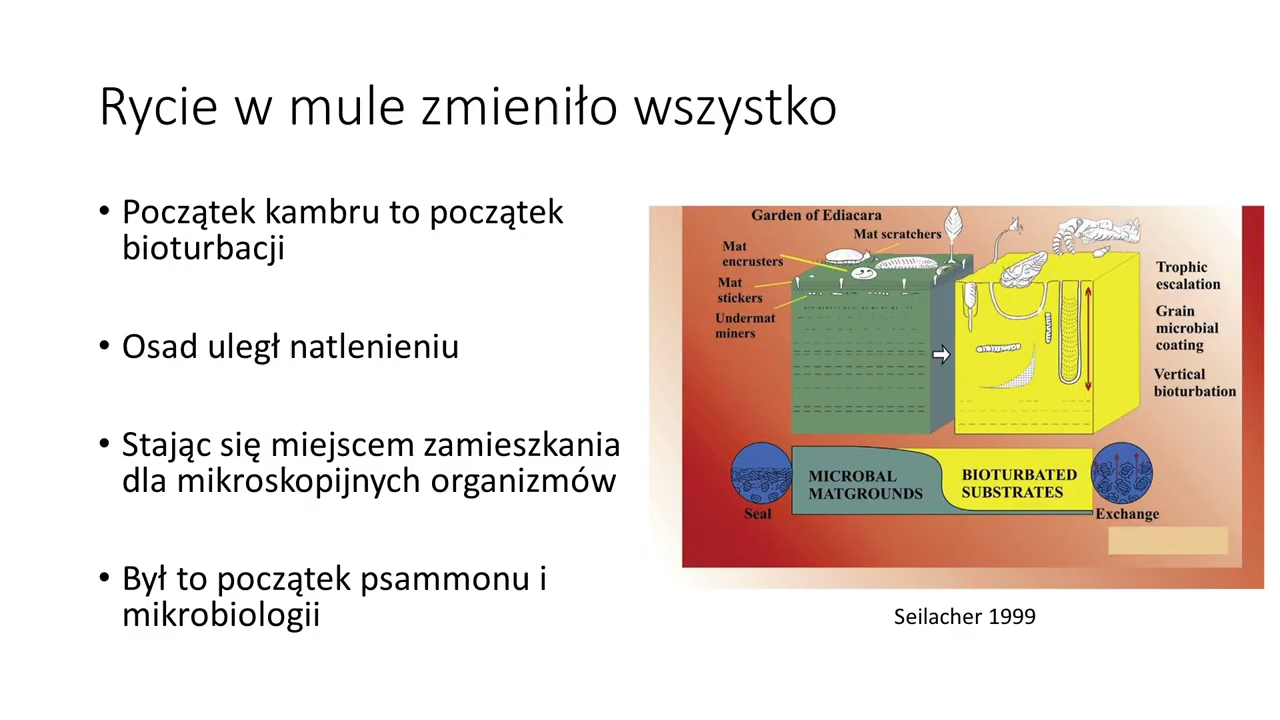 Rycie w mule zmieniło wszystko
• Początek kambru to początek
bioturbacji
• Osad uległ natlenieniu
• Stając się miejscem zamieszkania
dla mikroskopijnych organizmów
• Był to początek psammonu i
mikrobiologii
Garden of Ediacara
Mat scratchers
Mat
encrusters
Mat
stickers
Undermat
miners
Trophic
escalation
Grain
microbial
coating
Vertical
bioturbation
MICROBAL
MATGROUNDS
BIOTURBATED
SUBSTRATES
Seal
Exchange
Seilacher 1999